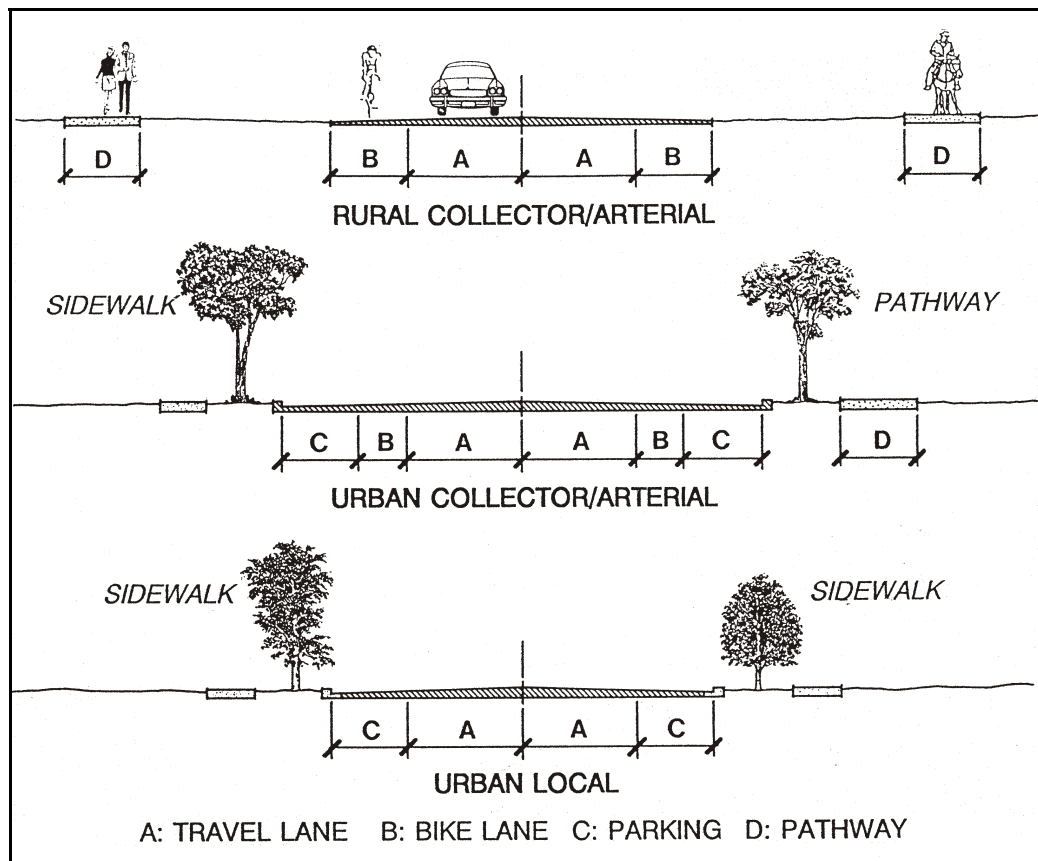 D B A A B D
RURAL COLLECTOR/ARTERIAL
SIDEWALK PATHWAY
C B A A B C D
URBAN COLLECTOR/ARTERIAL
SIDEWALK SIDEWALK
C A A C
URBAN LOCAL
A: TRAVEL LANE B: BIKE LANE C: PARKING D: PATHWAY